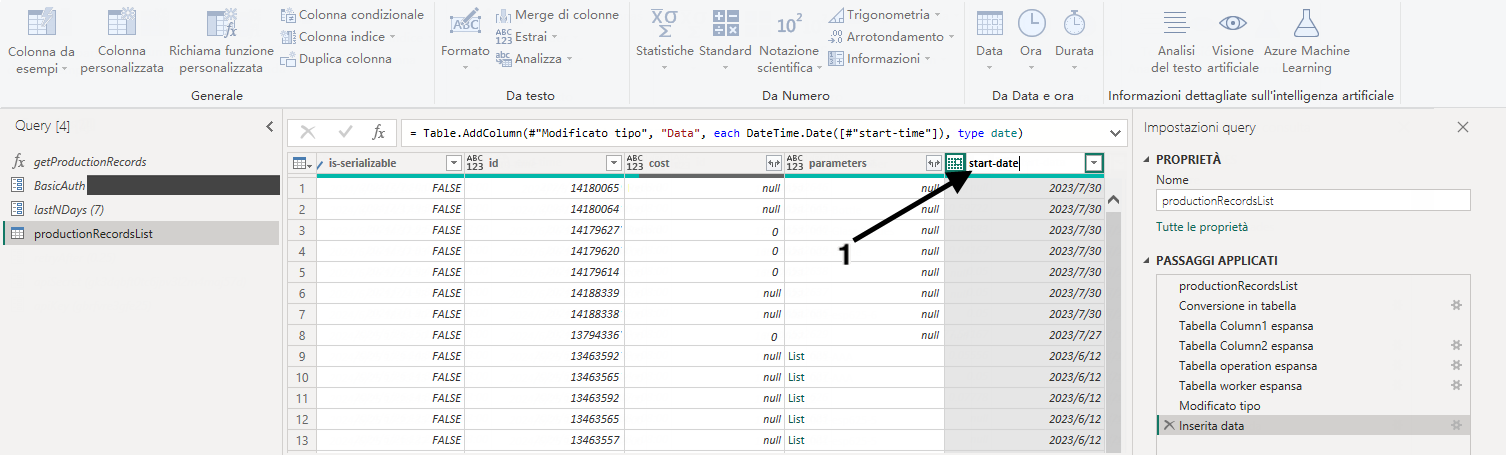 Colonna da esempi
Colonna personalizzata
Richiama funzione personalizzata
Colonna condizionale
Colonna indice
Duplica colonna
Generale
Formato
Merge di colonne
Estrai
Analizza
Da testo
Statistiche
Standard
Notazione scientifica
Trigonometria
Arrotondamento
Informazioni
Da Numero
Data
Ora
Durata
Da Data e ora
Analisi del testo
Visione artificiale
Azure Machine Learning
Informazioni dettagliate sull'intelligenza artificiale
Query [4]
getProductionRecords
BasicAuth
lastNDays (7)
productionRecordsList
= Table.AddColumn(#"Modificato tipo", "Data", each DateTime.Date([#"start-time"]), type date)
is-serializable ABC 123 id ABC 123 cost ABC 123 parameters start-date
1 FALSE 14180065 null null 2023/7/30
2 FALSE 14180064 null null 2023/7/30
3 FALSE 14179627 0 null 2023/7/30
4 FALSE 14179620 0 null 2023/7/30
5 FALSE 14179614 0 null 2023/7/30
6 FALSE 14188339 null null 2023/7/30
7 FALSE 14188338 null null 2023/7/30
8 FALSE 13794336 0 null 2023/7/27
9 FALSE 13463592 null List 2023/6/12
10 FALSE 13463565 null List 2023/6/12
11 FALSE 13463592 null List 2023/6/12
12 FALSE 13463565 null List 2023/6/12
13 FALSE 13463557 null List 2023/6/12
1
Impostazioni query
PROPRIETÀ
Nome
productionRecordsList
Tutte le proprietà
PASSAGGI APPLICATI
productionRecordsList
Conversione in tabella
Tabella Column1 espansa
Tabella Column2 espansa
Tabella operation espansa
Tabella worker espansa
Modificato tipo
Inserita data